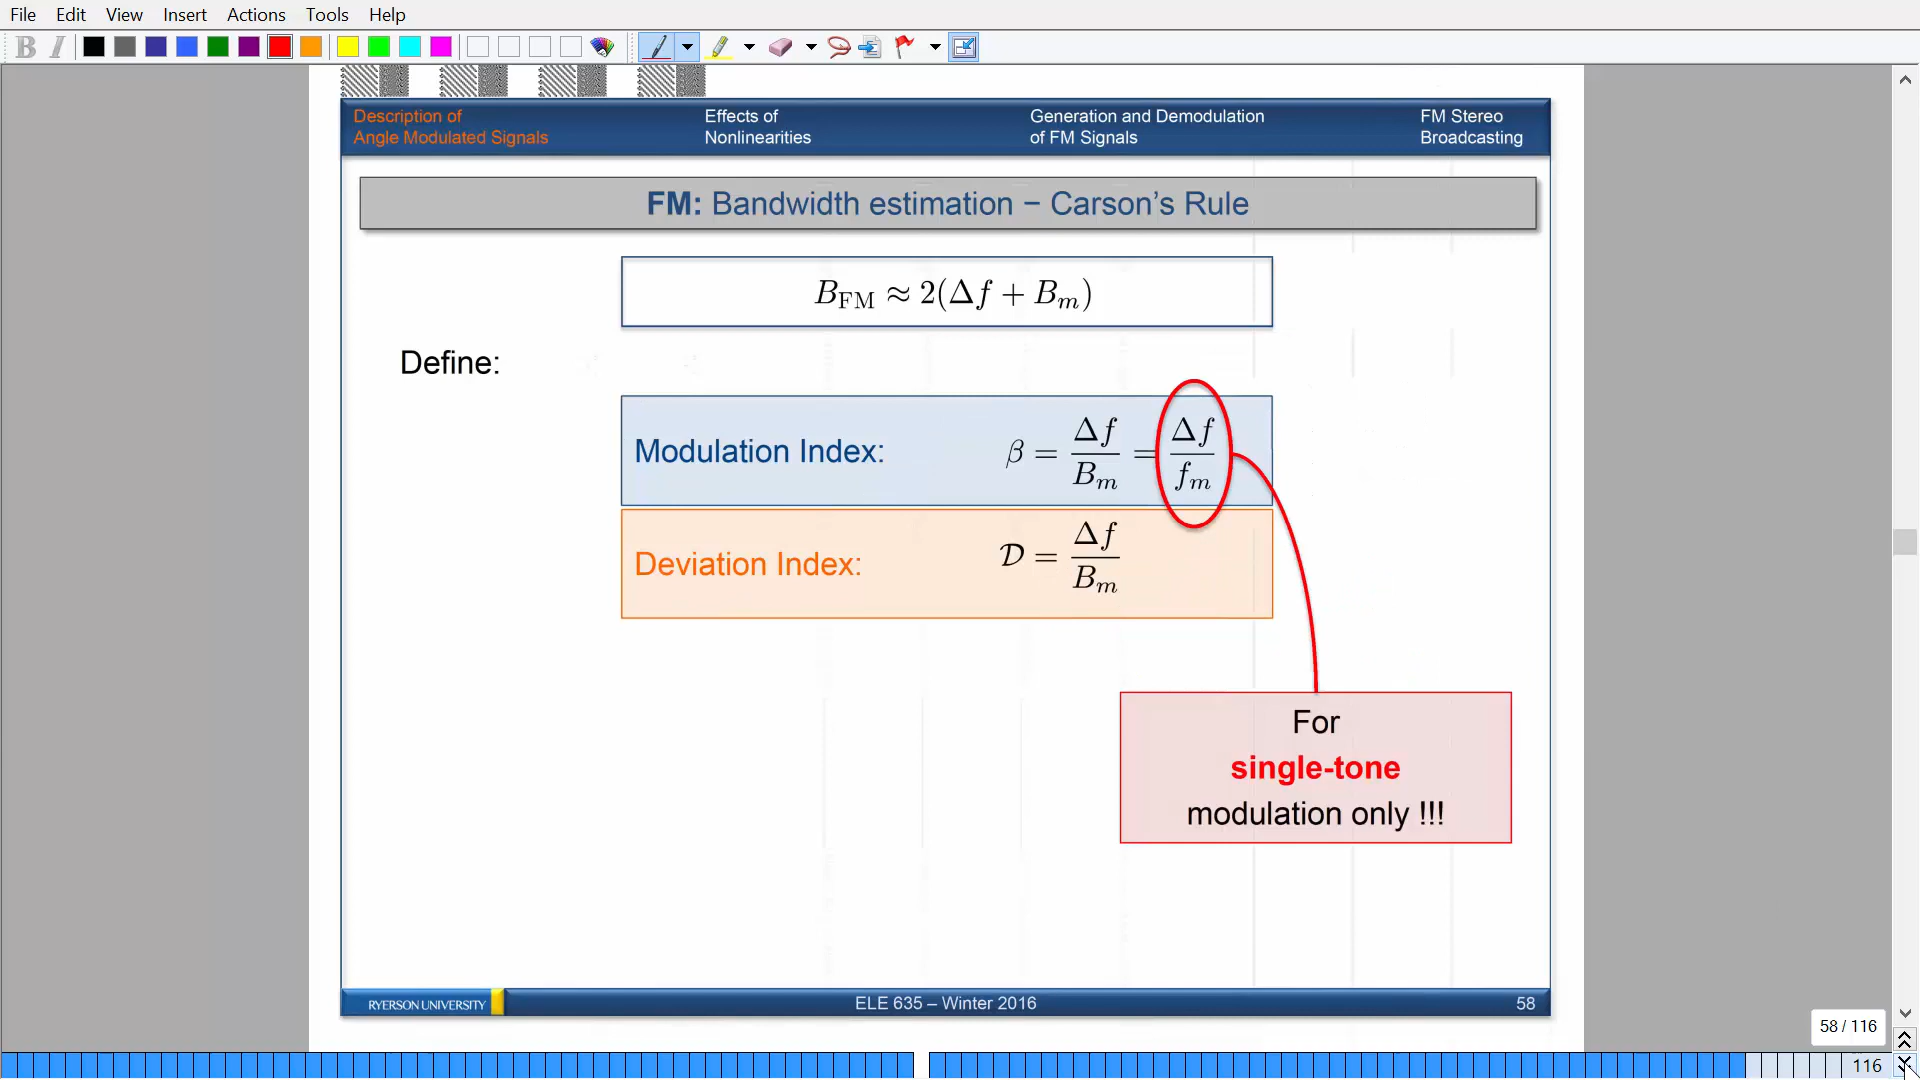 File Edit View Insert Actions Tools Help
B I
Description of
Angle Modulated Signals
Effects of
Nonlinearities
Generation and Demodulation
of FM Signals
FM Stereo
Broadcasting
FM: Bandwidth estimation − Carson's Rule
B_FM ≈ 2(Δf + B_m)
Define:
Modulation Index: β = Δf/B_m = Δf/f_m
Deviation Index: 𝒟 = Δf/B_m
For
single-tone
modulation only !!!
RYERSON UNIVERSITY
ELE 635 – Winter 2016
58
58 / 116
116